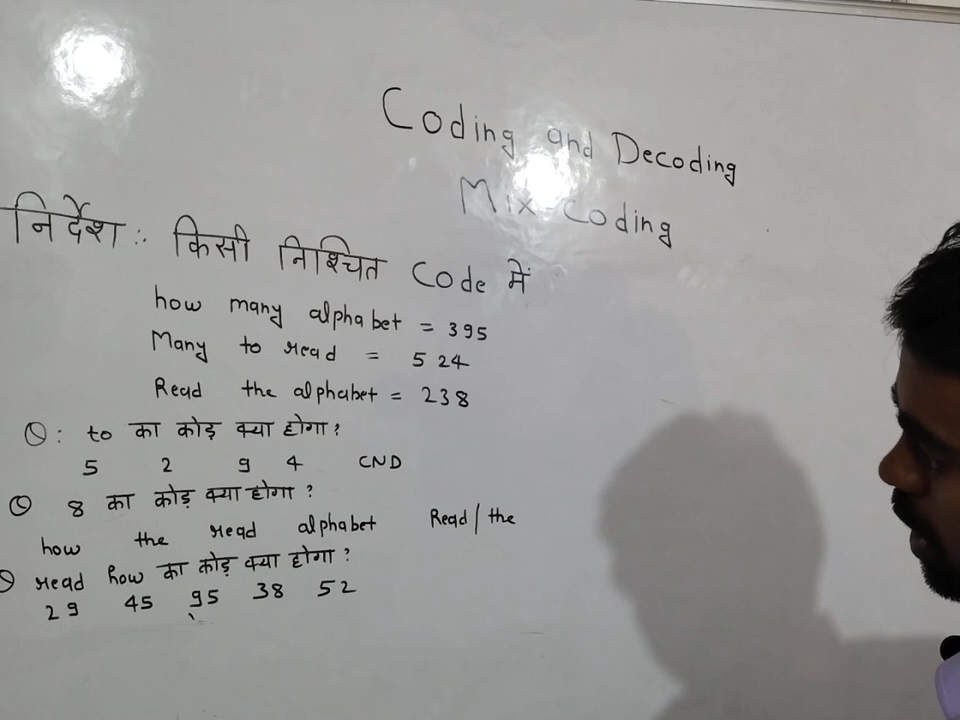 Coding and Decoding
Mix-Coding
निर्देश:. किसी निश्चित Code में
how many alphabet = 395
Many to read = 524
Read the alphabet = 238
Q: to का कोड़ क्या होगा?
5 2 9 4 CND
Q 8 का कोड़ क्या होगा?
how the read alphabet Read/the
Q read how का कोड़ क्या होगा?
29 45 95 38 52